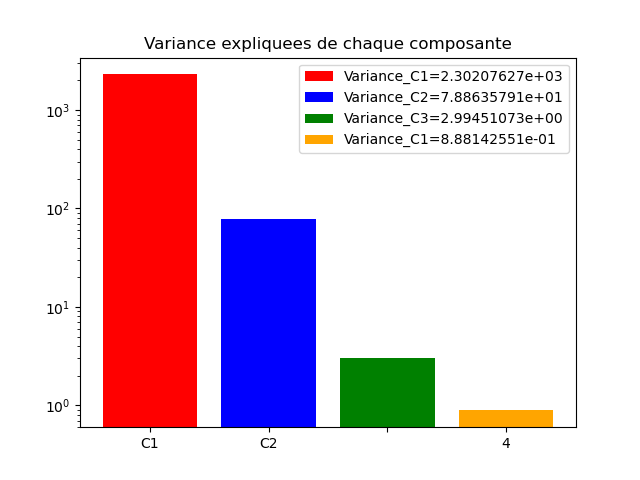 Variance expliquees de chaque composante
Variance_C1=2.30207627e+03
Variance_C2=7.88635791e+01
Variance_C3=2.99451073e+00
Variance_C1=8.88142551e-01
10³
10²
10¹
10⁰
C1 C2 4